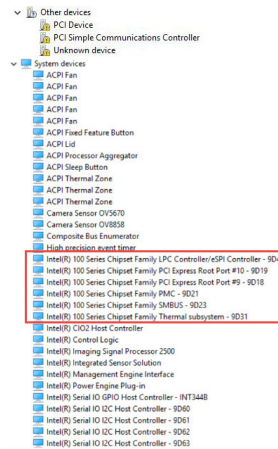 Other devices
PCI Device
PCI Simple Communications Controller
Unknown device
System devices
ACPI Fan
ACPI Fan
ACPI Fan
ACPI Fan
ACPI Fan
ACPI Fixed Feature Button
ACPI Lid
ACPI Processor Aggregator
ACPI Sleep Button
ACPI Thermal Zone
ACPI Thermal Zone
ACPI Thermal Zone
Camera Sensor OV5670
Camera Sensor OV8858
Composite Bus Enumerator
High precision event timer
Intel(R) 100 Series Chipset Family LPC Controller/eSPI Controller - 9D4
Intel(R) 100 Series Chipset Family PCI Express Root Port #10 - 9D19
Intel(R) 100 Series Chipset Family PCI Express Root Port #9 - 9D18
Intel(R) 100 Series Chipset Family PMC - 9D21
Intel(R) 100 Series Chipset Family SMBUS - 9D23
Intel(R) 100 Series Chipset Family Thermal subsystem - 9D31
Intel(R) CIO2 Host Controller
Intel(R) Control Logic
Intel(R) Imaging Signal Processor 2500
Intel(R) Integrated Sensor Solution
Intel(R) Management Engine Interface
Intel(R) Power Engine Plug-in
Intel(R) Serial IO GPIO Host Controller - INT344B
Intel(R) Serial IO I2C Host Controller - 9D60
Intel(R) Serial IO I2C Host Controller - 9D61
Intel(R) Serial IO I2C Host Controller - 9D62
Intel(R) Serial IO I2C Host Controller - 9D63